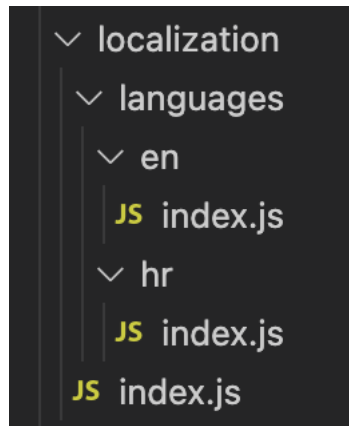 localization
languages
en
JS index.js
hr
JS index.js
JS index.js